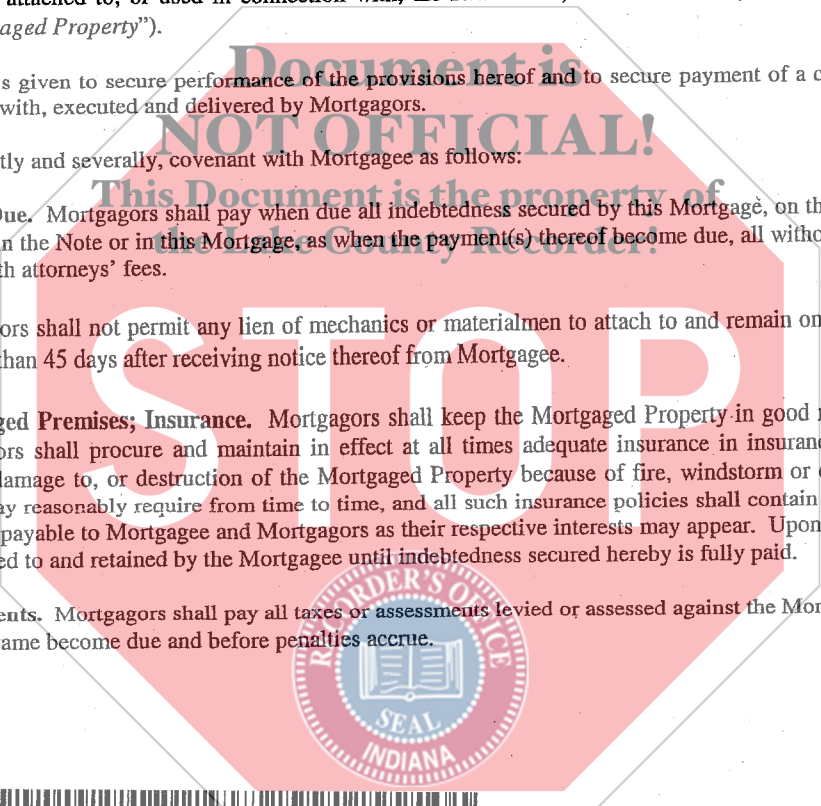 attached to, or used in connection with,
aged Property").
Document is
s given to secure performance of the provisions hereof and to secure payment of a c
with, executed and delivered by Mortgagors.
NOT OFFICIAL!
tly and severally, covenant with Mortgagee as follows:
This Document is the property of
Due. Mortgagors shall pay when due all indebtedness secured by this Mortgage, on th
the Lake County Recorder!
n the Note or in this Mortgage, as when the payment(s) thereof become due, all witho
th attorneys' fees.
ors shall not permit any lien of mechanics or materialmen to attach to and remain on
than 45 days after receiving notice thereof from Mortgagee.
STOP
ged Premises; Insurance. Mortgagors shall keep the Mortgaged Property in good r
ors shall procure and maintain in effect at all times adequate insurance in insuranc
damage to, or destruction of the Mortgaged Property because of fire, windstorm or
ay reasonably require from time to time, and all such insurance policies shall contain
payable to Mortgagee and Mortgagors as their respective interests may appear. Upon
ed to and retained by the Mortgagee until indebtedness secured hereby is fully paid.
ents. Mortgagors shall pay all taxes or assessments levied or assessed against the Mor
ame become due and before penalties accrue.
RECORDER'S OFFICE
SEAL
INDIANA